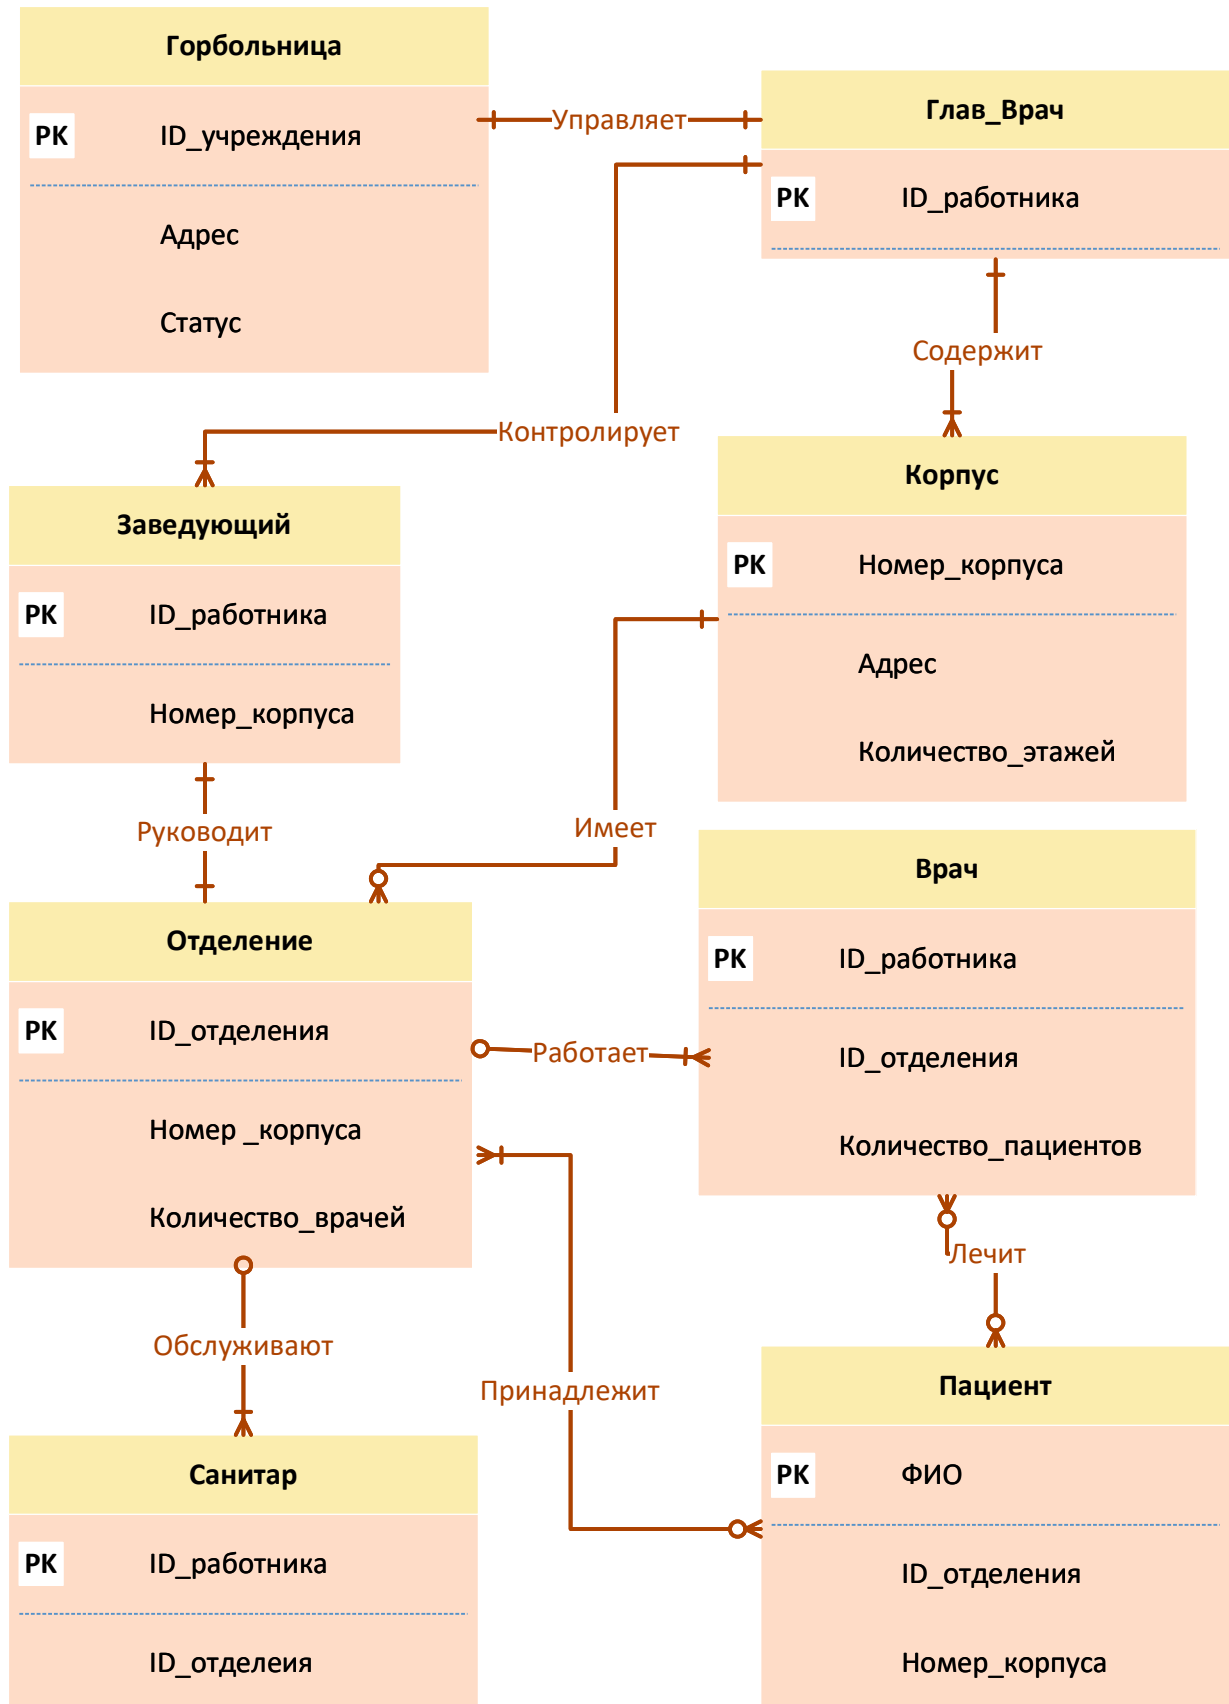 Горбольница
PK ID_учреждения
Адрес
Статус
Управляет
Глав_Врач
PK ID_работника
Содержит
Контролирует
Заведующий
PK ID_работника
Номер_корпуса
Корпус
PK Номер_корпуса
Адрес
Количество_этажей
Руководит
Имеет
Отделение
PK ID_отделения
Номер _корпуса
Количество_врачей
Работает
Врач
PK ID_работника
ID_отделения
Количество_пациентов
Лечит
Обслуживают
Принадлежит
Санитар
PK ID_работника
ID_отделеия
Пациент
PK ФИО
ID_отделения
Номер_корпуса